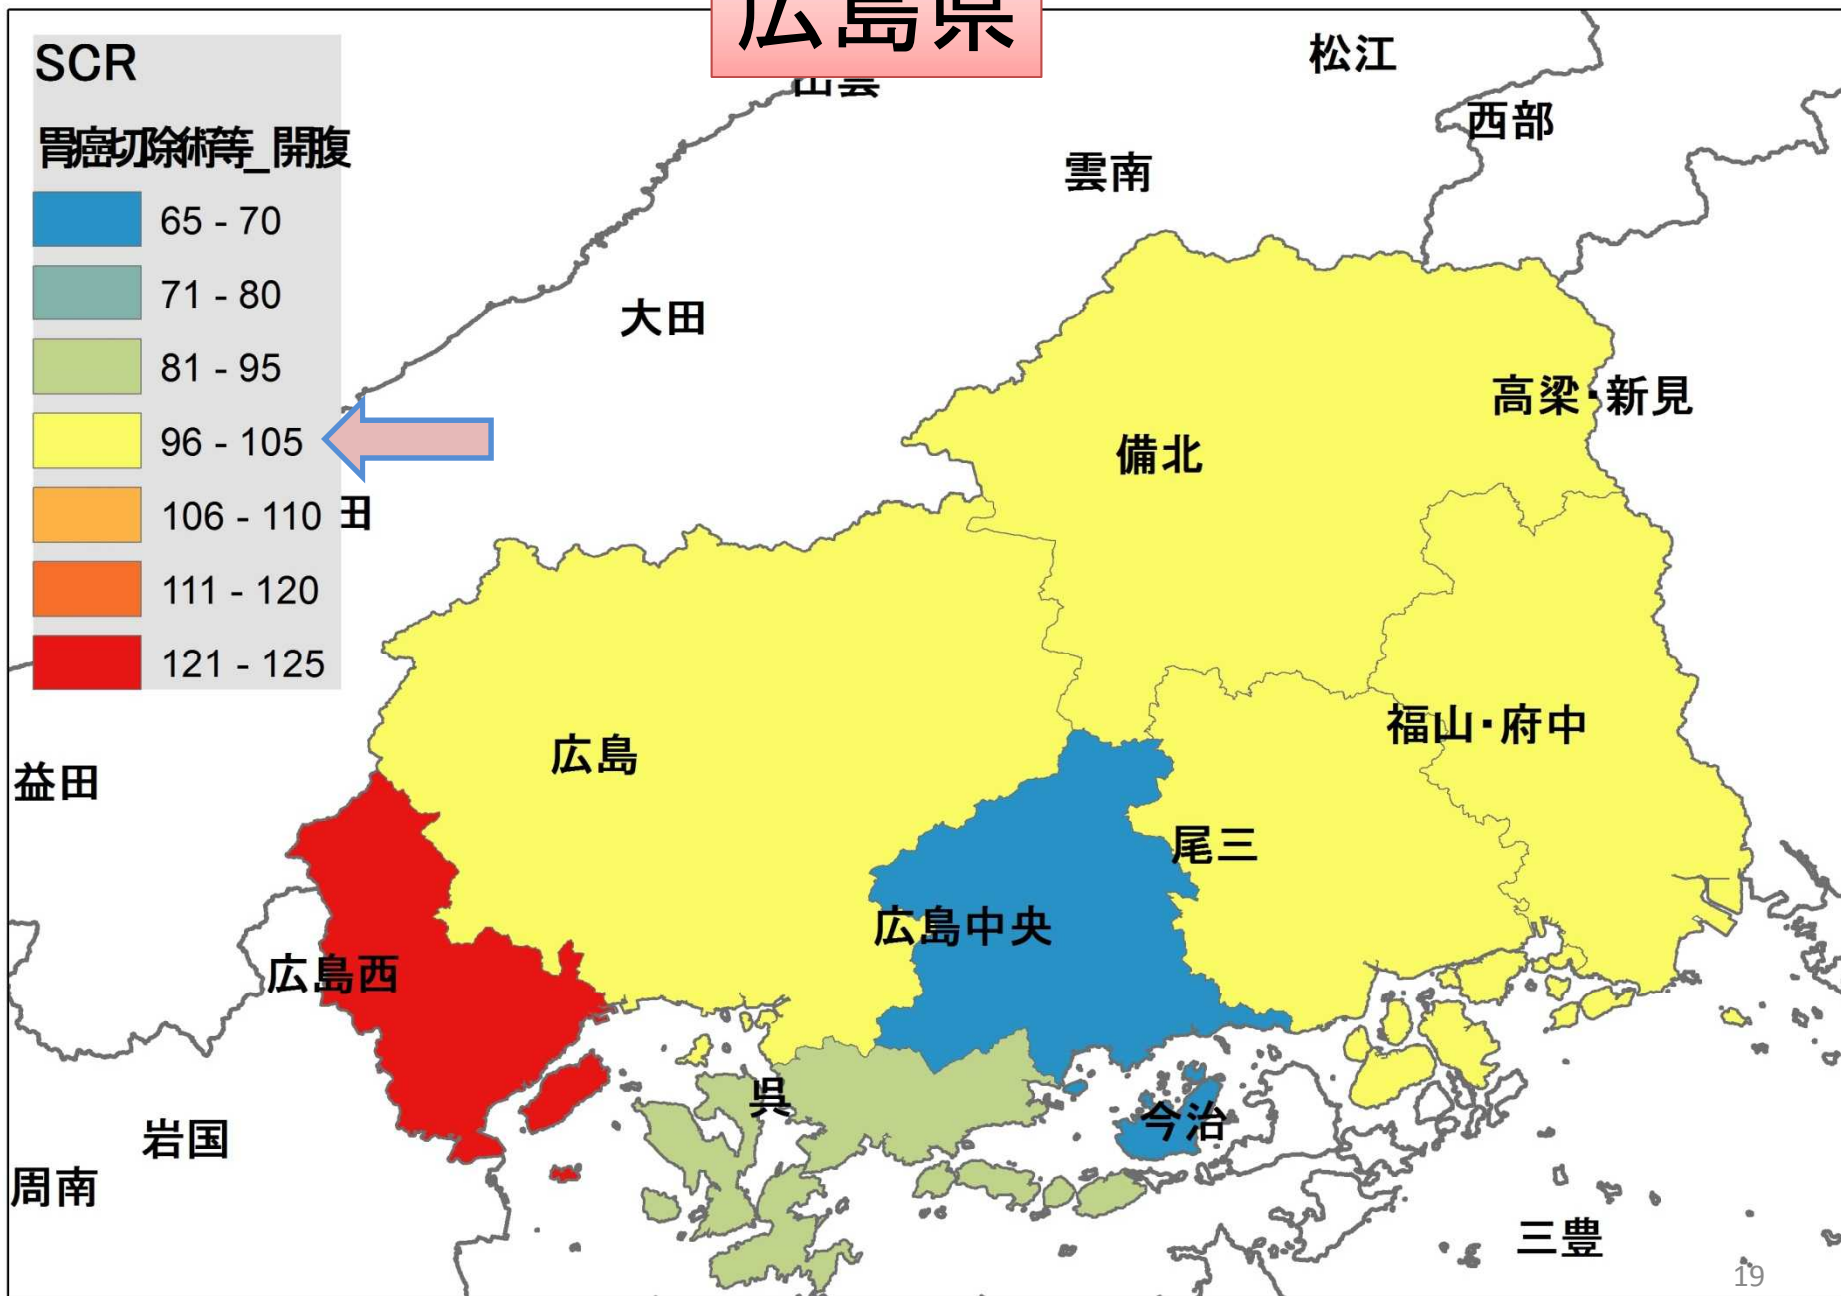 広島県
SCR
胃癌切除術等_開腹
65 - 70
71 - 80
81 - 95
96 - 105
106 - 110
111 - 120
121 - 125
松江
出雲
西部
雲南
大田
高梁・新見
備北
田
福山・府中
広島
益田
尾三
広島中央
広島西
呉
今治
岩国
周南
三豊
19